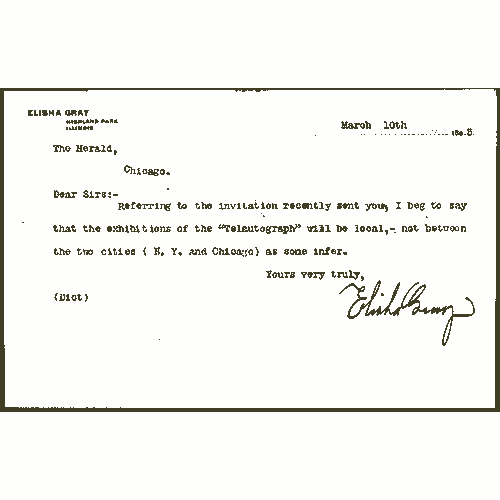 ELISHA GRAY
HIGHLAND PARK
ILLINOIS
March 10th 1893.
The Herald,
Chicago.
Dear Sirs:-
Referring to the invitation recently sent you, I beg to say
that the exhibitions of the "Telautograph" will be local,- not between
the two cities ( N. Y. and Chicago) as some infer.
Yours very truly,
(Dict)
Elisha Gray